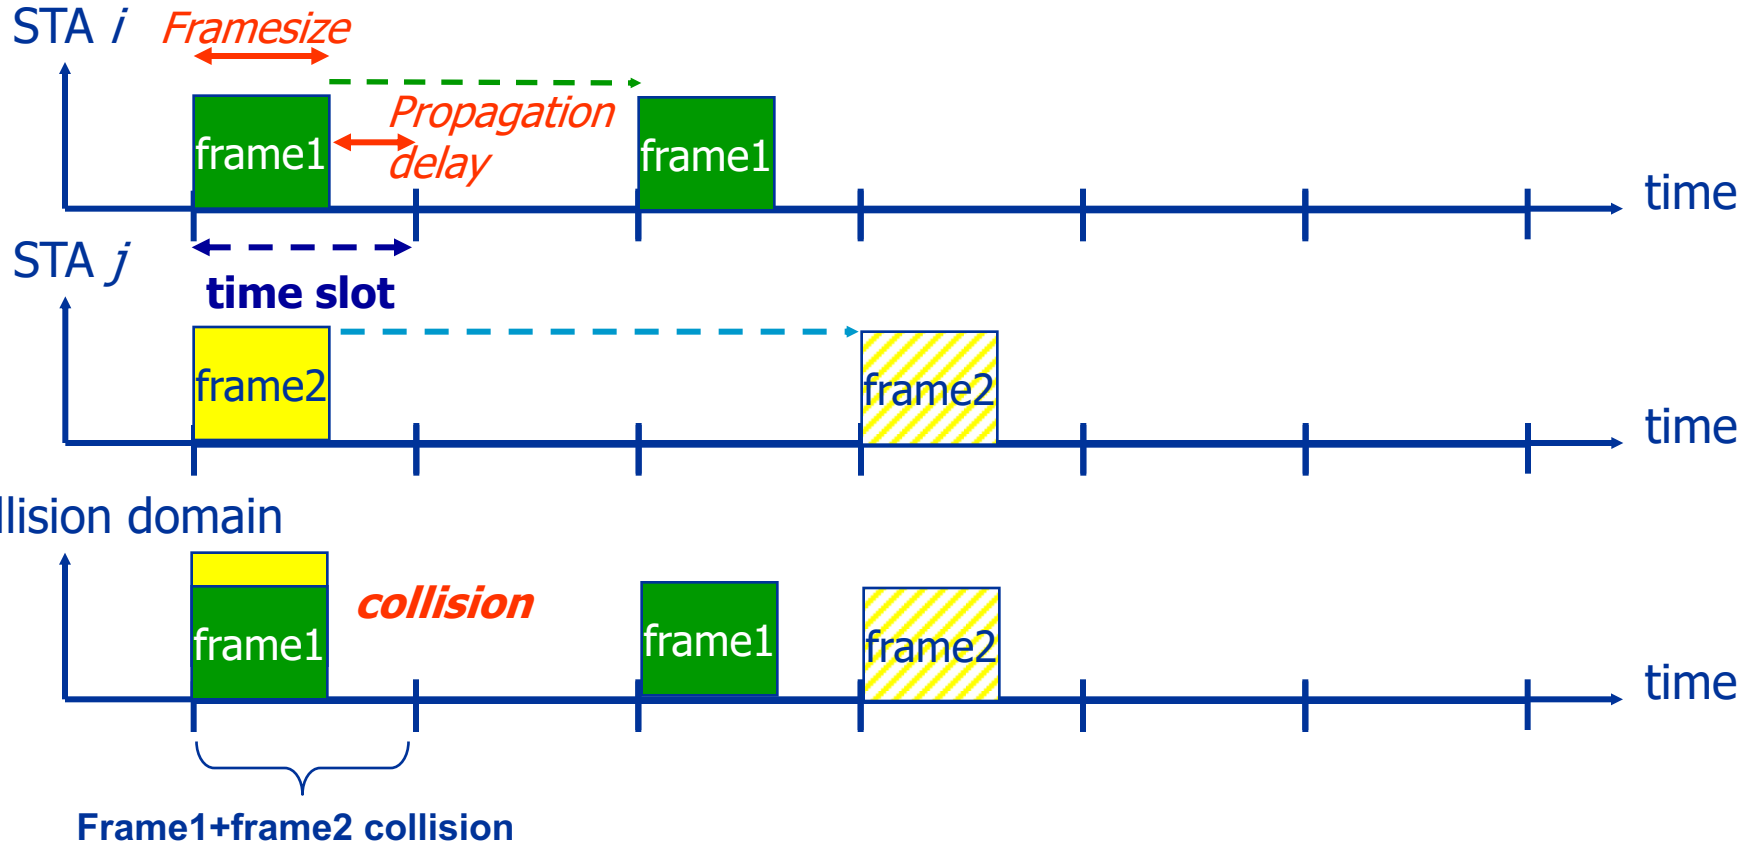 STA i Framesize
Propagation
delay
frame1
frame1
time
STA j
time slot
frame2
frame2
time
llision domain
collision
frame1
frame1
frame2
time
Frame1+frame2 collision